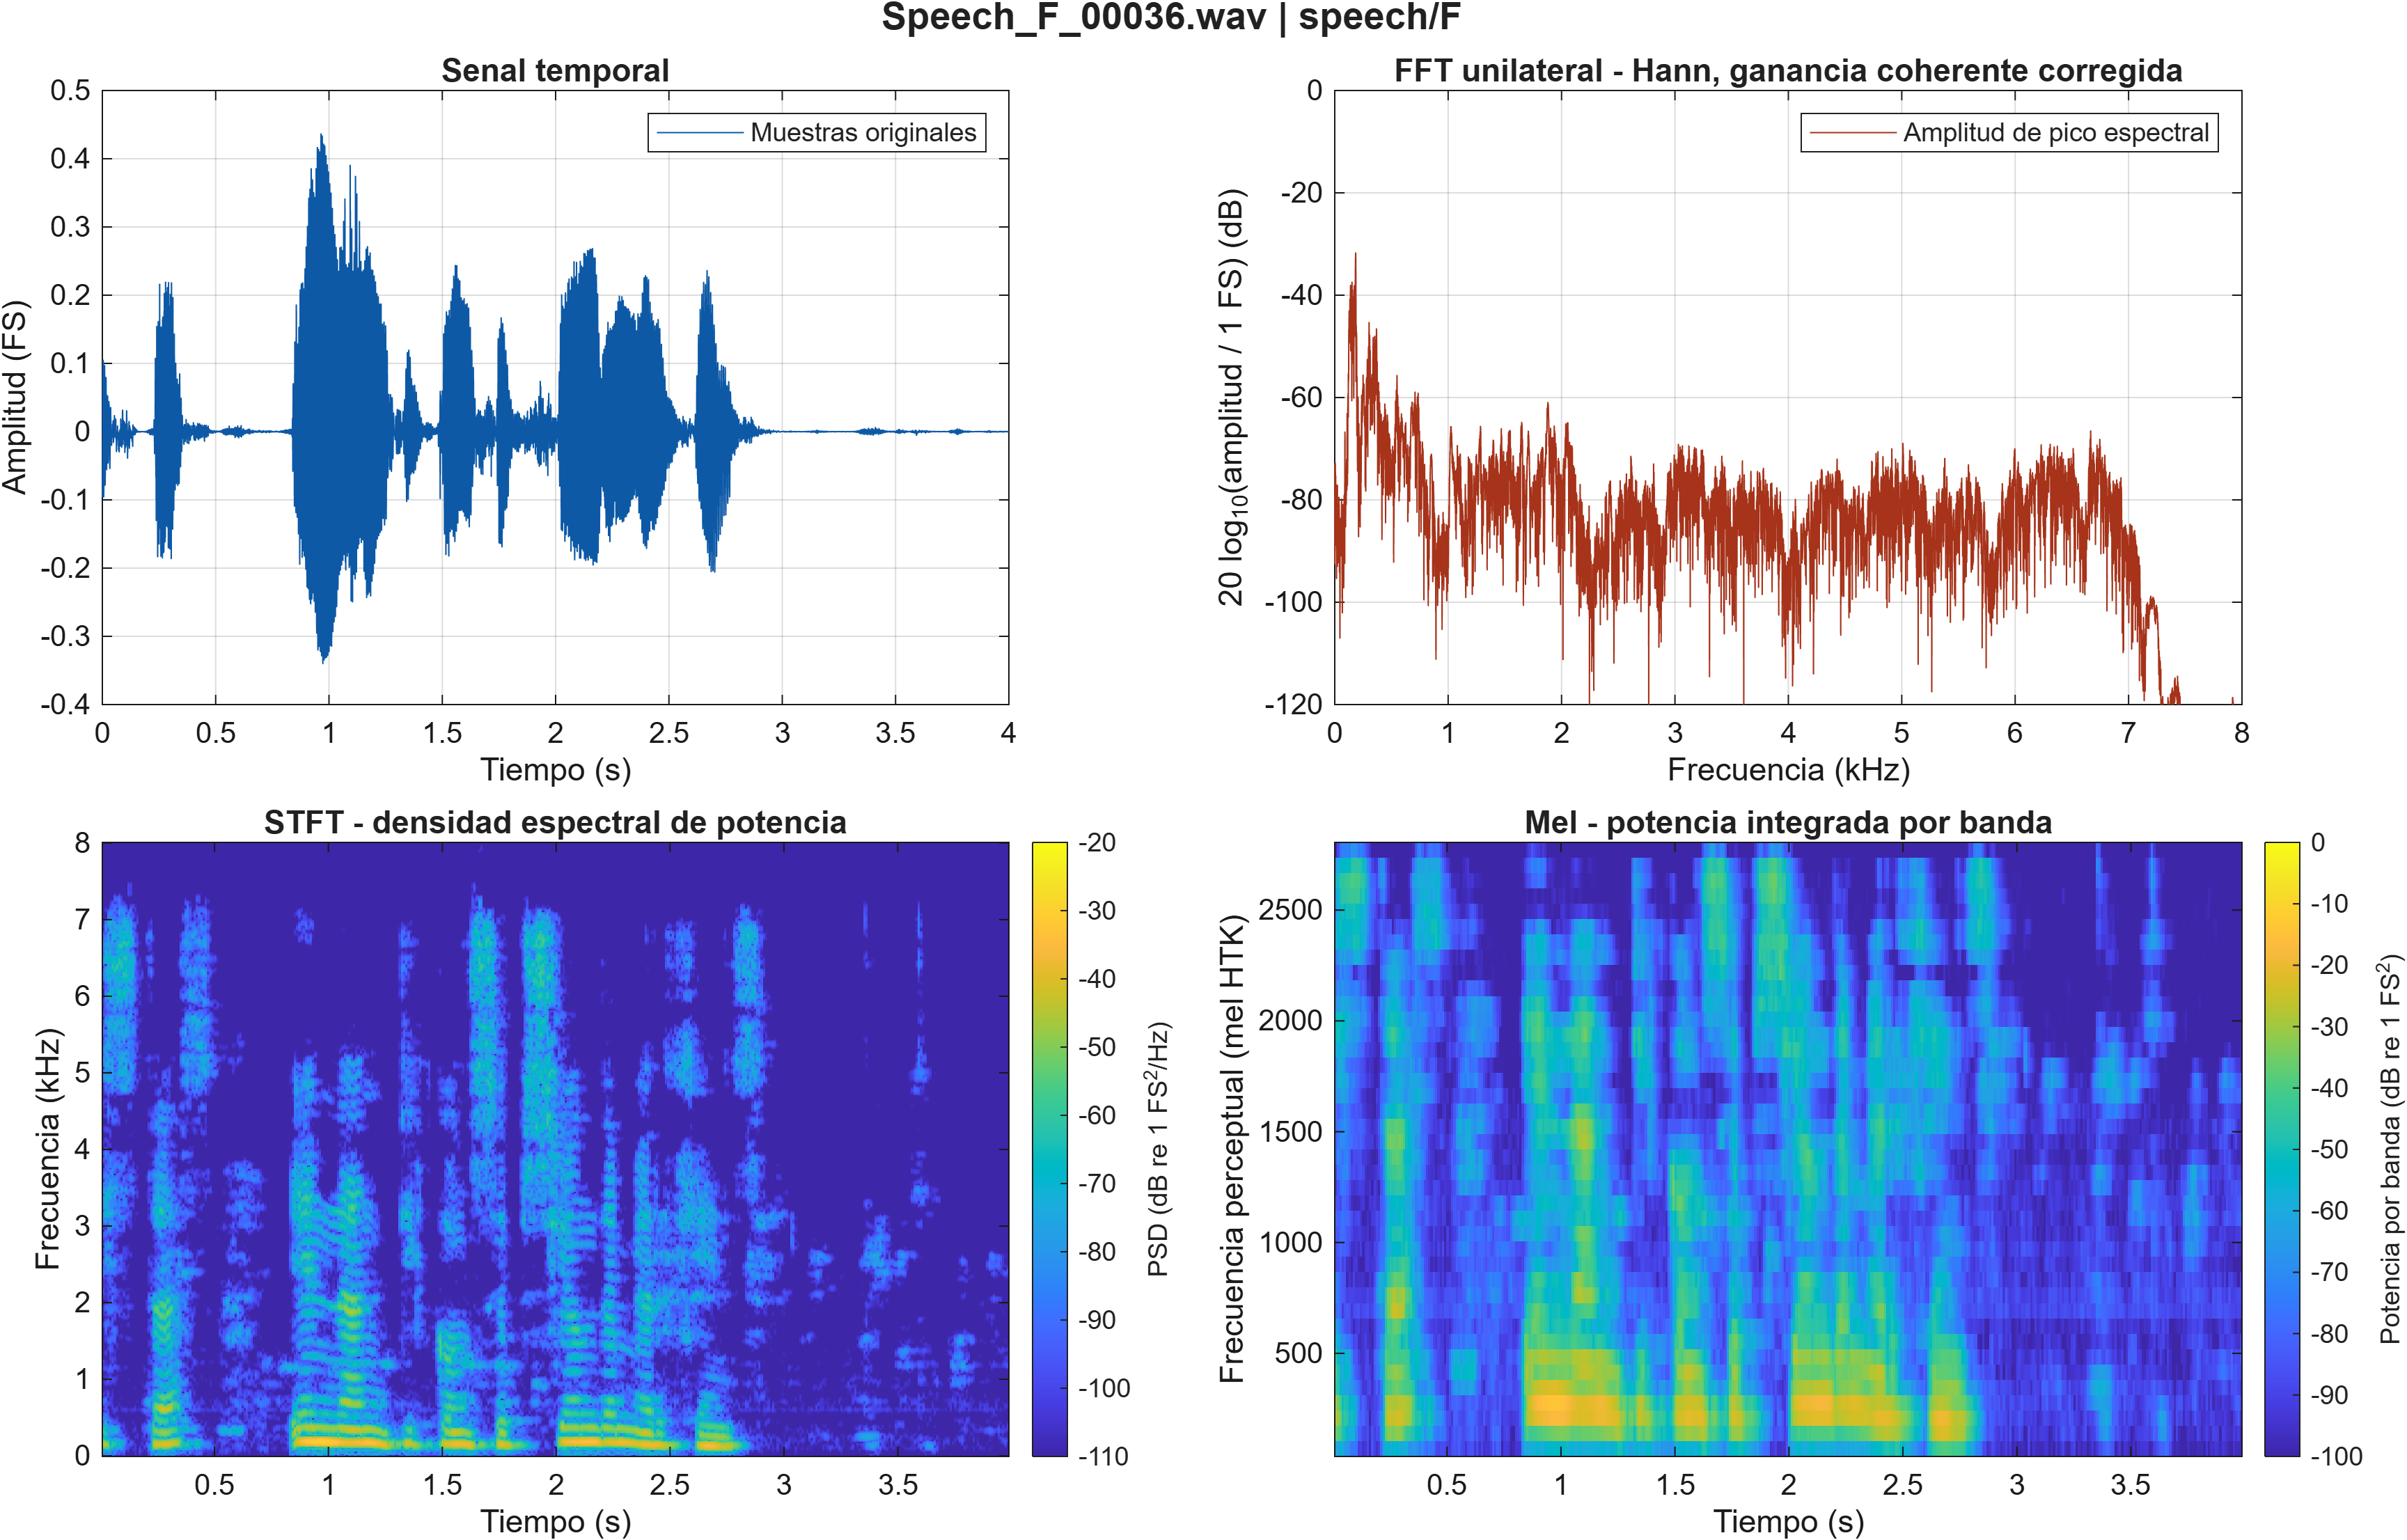 Speech_F_00036.wav | speech/F
Senal temporal
Muestras originales
0.5
0.4
0.3
0.2
0.1
0
-0.1
-0.2
-0.3
-0.4
Amplitud (FS)
0 0.5 1 1.5 2 2.5 3 3.5 4
Tiempo (s)
FFT unilateral - Hann, ganancia coherente corregida
Amplitud de pico espectral
0
-20
-40
-60
-80
-100
-120
20 log10(amplitud / 1 FS) (dB)
0 1 2 3 4 5 6 7 8
Frecuencia (kHz)
STFT - densidad espectral de potencia
8
7
6
5
4
3
2
1
0
Frecuencia (kHz)
0.5 1 1.5 2 2.5 3 3.5
Tiempo (s)
-20
-30
-40
-50
-60
-70
-80
-90
-100
-110
PSD (dB re 1 FS²/Hz)
Mel - potencia integrada por banda
2500
2000
1500
1000
500
Frecuencia perceptual (mel HTK)
0.5 1 1.5 2 2.5 3 3.5
Tiempo (s)
0
-10
-20
-30
-40
-50
-60
-70
-80
-90
-100
Potencia por banda (dB re 1 FS²)